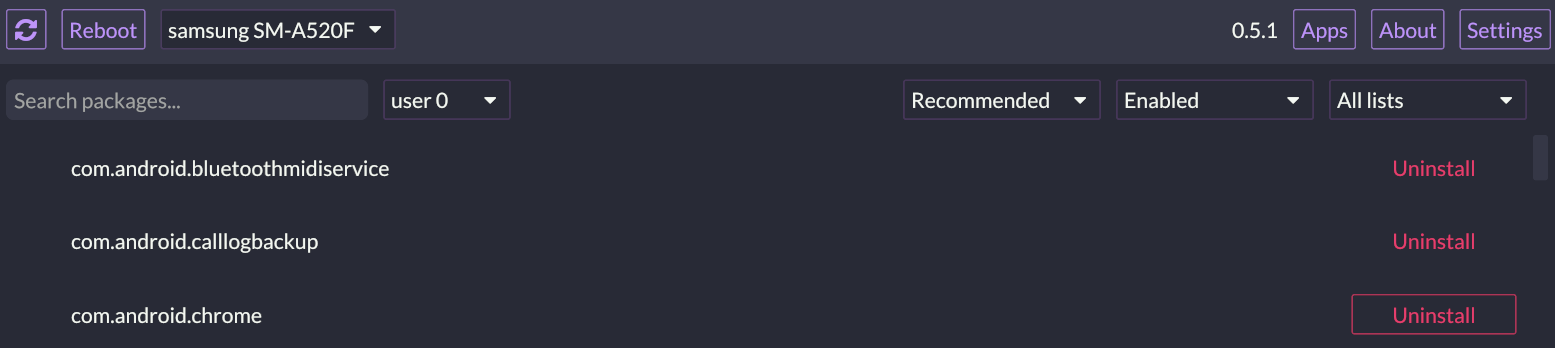 Reboot samsung SM-A520F 0.5.1 Apps About Settings
Search packages... user 0 Recommended Enabled All lists
com.android.bluetoothmidiservice Uninstall
com.android.calllogbackup Uninstall
com.android.chrome Uninstall